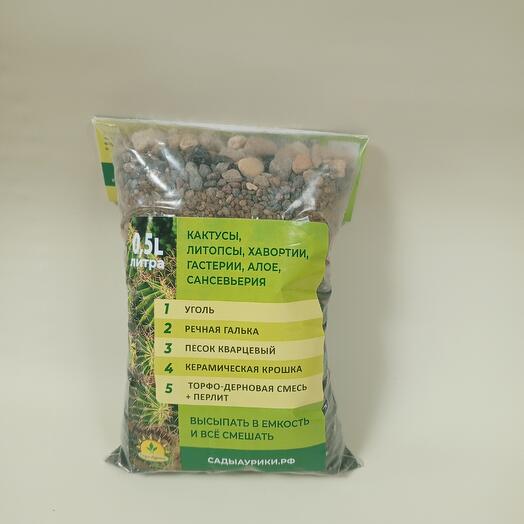 0,5L
литра
КАКТУСЫ,
ЛИТОПСЫ, ХАВОРТИИ,
ГАСТЕРИИ, АЛОЕ,
САНСЕВЬЕРИЯ
1 УГОЛЬ
2 РЕЧНАЯ ГАЛЬКА
3 ПЕСОК КВАРЦЕВЫЙ
4 КЕРАМИЧЕСКАЯ КРОШКА
5 ТОРФО-ДЕРНОВАЯ СМЕСЬ
+ ПЕРЛИТ
ВЫСЫПАТЬ В ЕМКОСТЬ
И ВСЁ СМЕШАТЬ
САДЫАУРИКИ.РФ